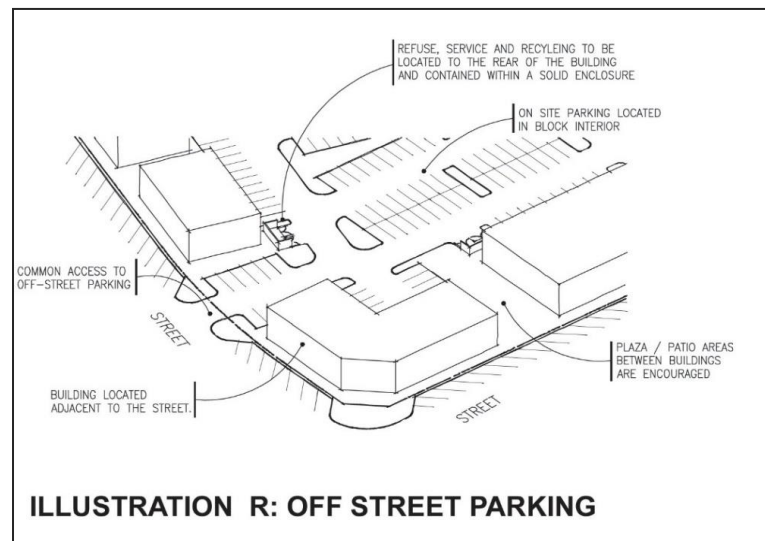 REFUSE, SERVICE AND RECYLEING TO BE
LOCATED TO THE REAR OF THE BUILDING
AND CONTAINED WITHIN A SOLID ENCLOSURE
ON SITE PARKING LOCATED
IN BLOCK INTERIOR
COMMON ACCESS TO
OFF-STREET PARKING
STREET
PLAZA / PATIO AREAS
BETWEEN BUILDINGS
ARE ENCOURAGED
BUILDING LOCATED
ADJACENT TO THE STREET.
STREET
ILLUSTRATION R: OFF STREET PARKING